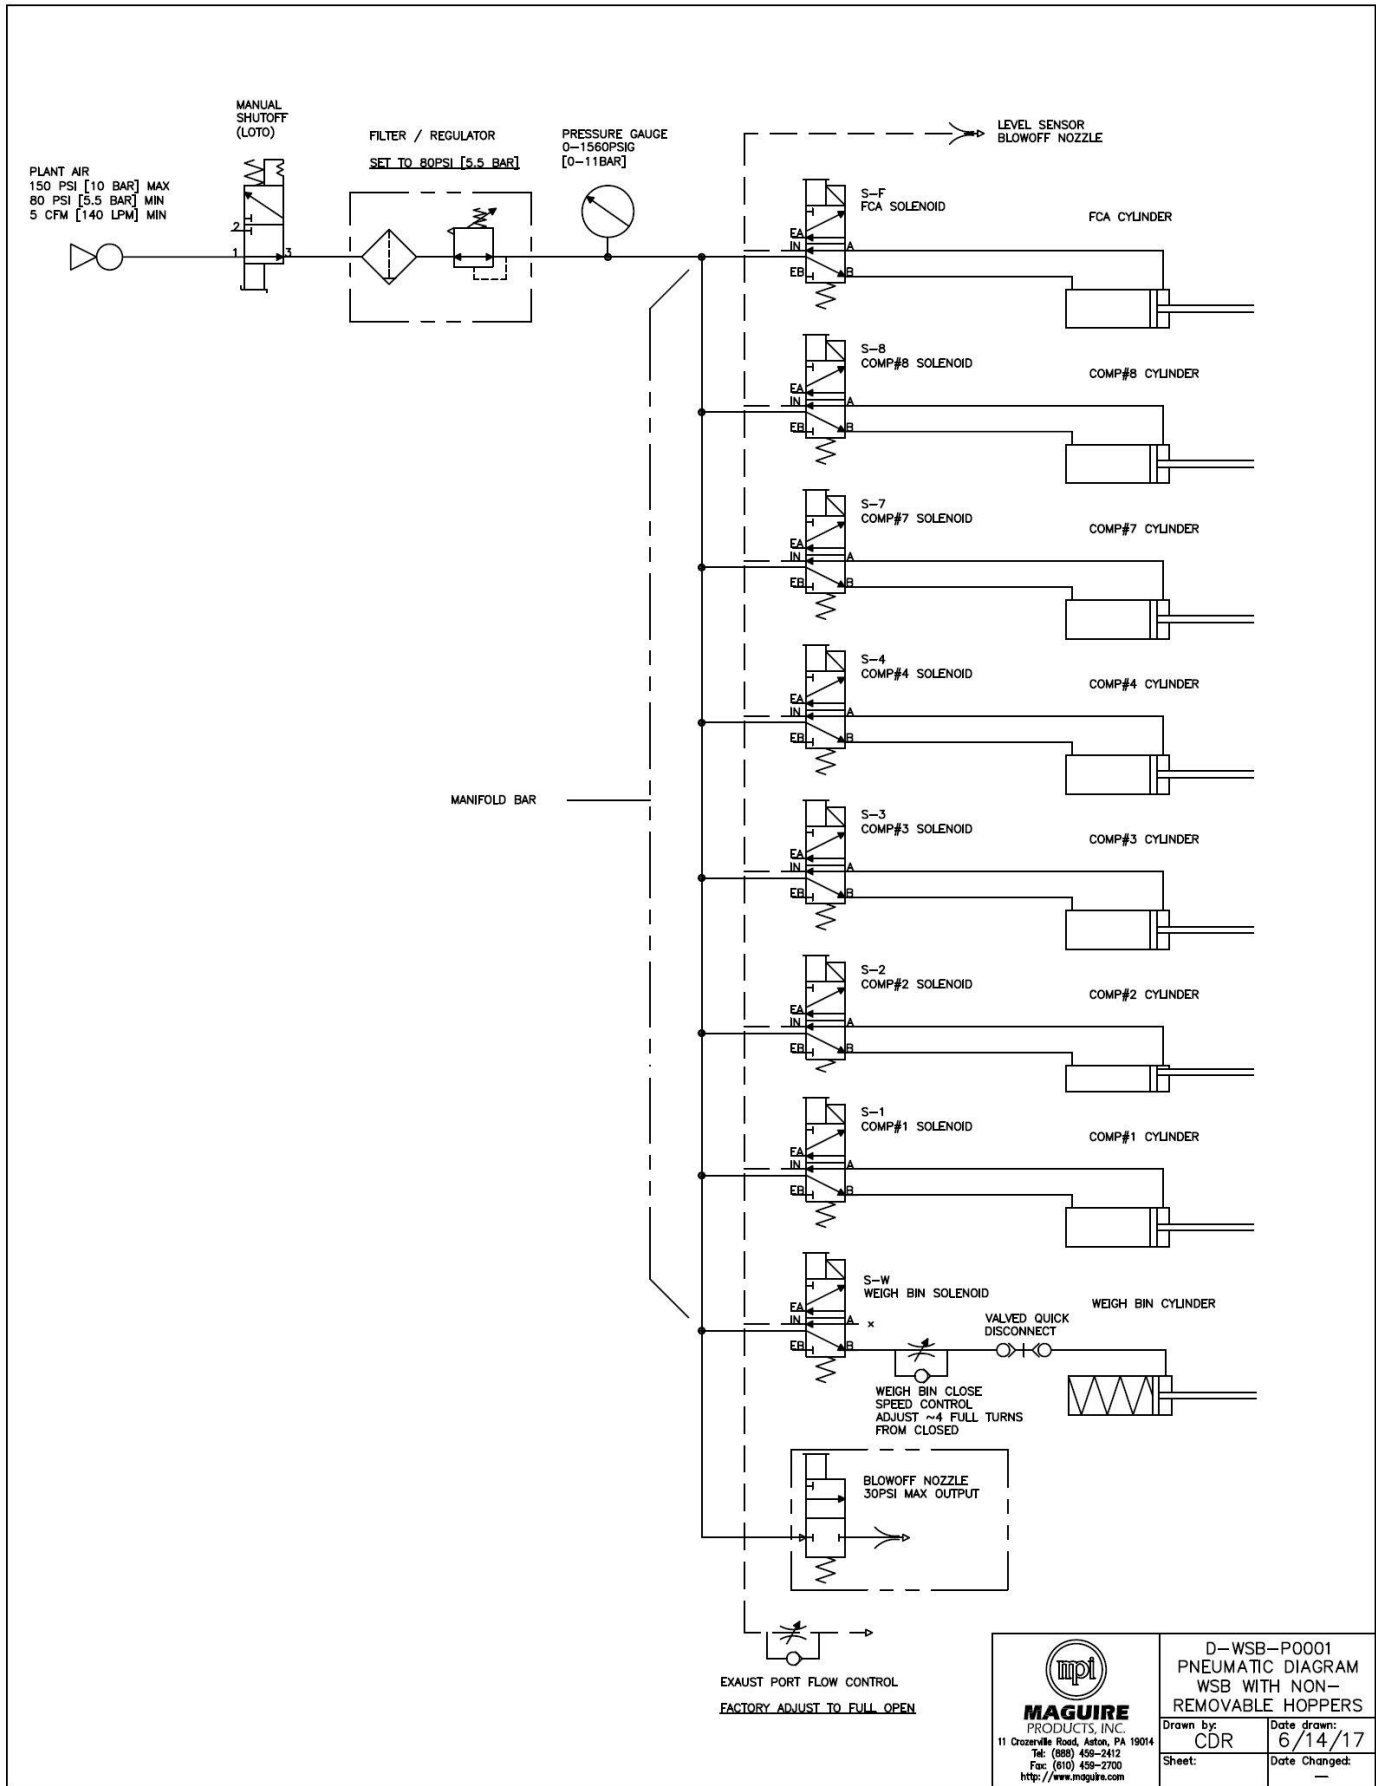 MANUAL
SHUTOFF
(LOTO)
PLANT AIR
150 PSI [10 BAR] MAX
80 PSI [5.5 BAR] MIN
5 CFM [140 LPM] MIN
2
1
3
FILTER / REGULATOR
SET TO 80PSI [5.5 BAR]
PRESSURE GAUGE
0-1560PSIG
[0-11BAR]
LEVEL SENSOR
BLOWOFF NOZZLE
S-F
FCA SOLENOID
FCA CYLINDER
EA
IN
A
EB
B
S-8
COMP#8 SOLENOID
COMP#8 CYLINDER
EA
IN
A
EB
B
S-7
COMP#7 SOLENOID
COMP#7 CYLINDER
EA
IN
A
EB
B
S-4
COMP#4 SOLENOID
COMP#4 CYLINDER
EA
IN
A
EB
B
MANIFOLD BAR
S-3
COMP#3 SOLENOID
COMP#3 CYLINDER
EA
IN
A
EB
B
S-2
COMP#2 SOLENOID
COMP#2 CYLINDER
EA
IN
A
EB
B
S-1
COMP#1 SOLENOID
COMP#1 CYLINDER
EA
IN
A
EB
B
S-W
WEIGH BIN SOLENOID
WEIGH BIN CYLINDER
EA
IN
A
x
EB
B
VALVED QUICK
DISCONNECT
WEIGH BIN CLOSE
SPEED CONTROL
ADJUST ~4 FULL TURNS
FROM CLOSED
BLOWOFF NOZZLE
30PSI MAX OUTPUT
EXAUST PORT FLOW CONTROL
FACTORY ADJUST TO FULL OPEN
mpi
MAGUIRE
PRODUCTS, INC.
11 Crozerville Road, Aston, PA 19014
Tel: (888) 459-2412
Fax: (610) 459-2700
http://www.maguire.com
D-WSB-P0001
PNEUMATIC DIAGRAM
WSB WITH NON-
REMOVABLE HOPPERS
Drawn by:
CDR
Date drawn:
6/14/17
Sheet:
Date Changed:
—